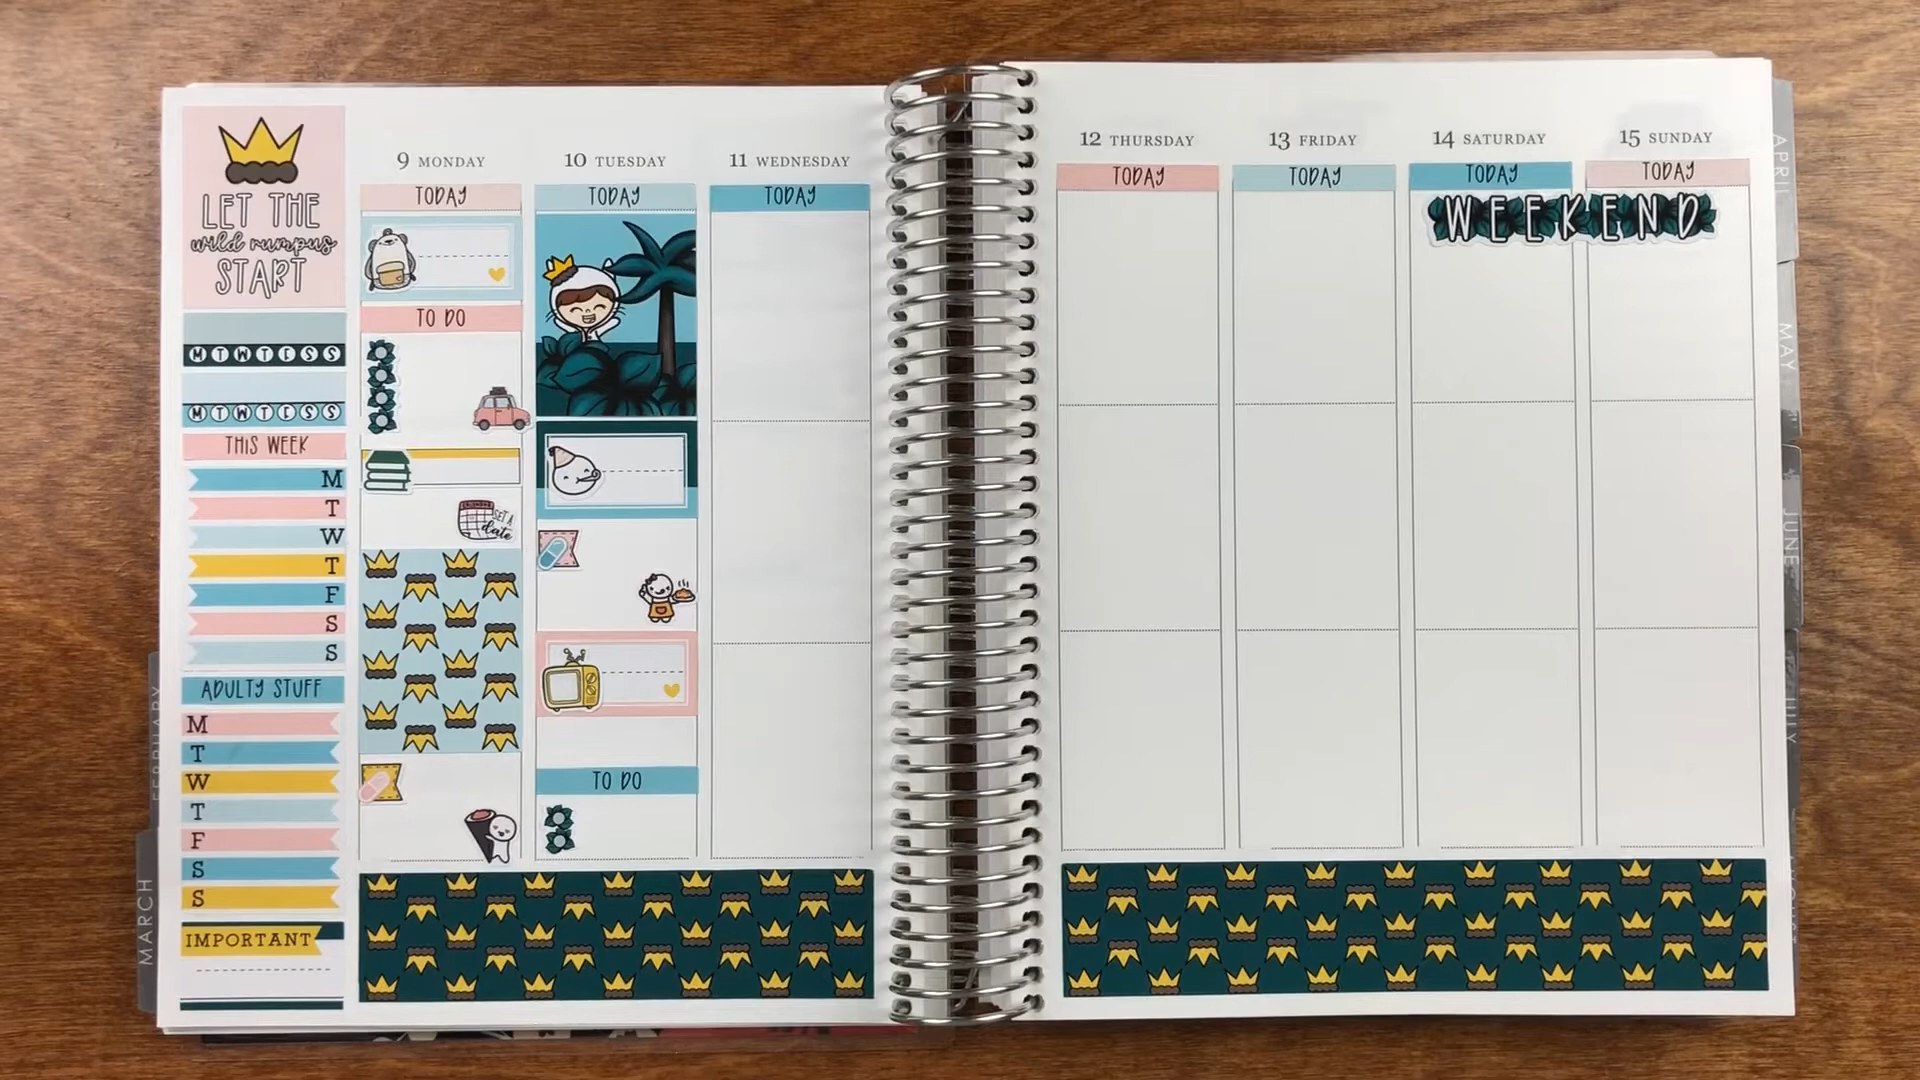 LET THE
wild rumpus
START
M T W T F S S
M T W T F S S
THIS WEEK
M
T
W
T
F
S
S
ADULTY STUFF
M
T
W
T
F
S
S
IMPORTANT
9 MONDAY
TODAY
TO DO
SET A
date
10 TUESDAY
TODAY
TO DO
11 WEDNESDAY
TODAY
12 THURSDAY
TODAY
13 FRIDAY
TODAY
14 SATURDAY
TODAY
15 SUNDAY
TODAY
WEEKEND
FEBRUARY
MARCH
APRIL
MAY
JUNE
JULY
AUGUST